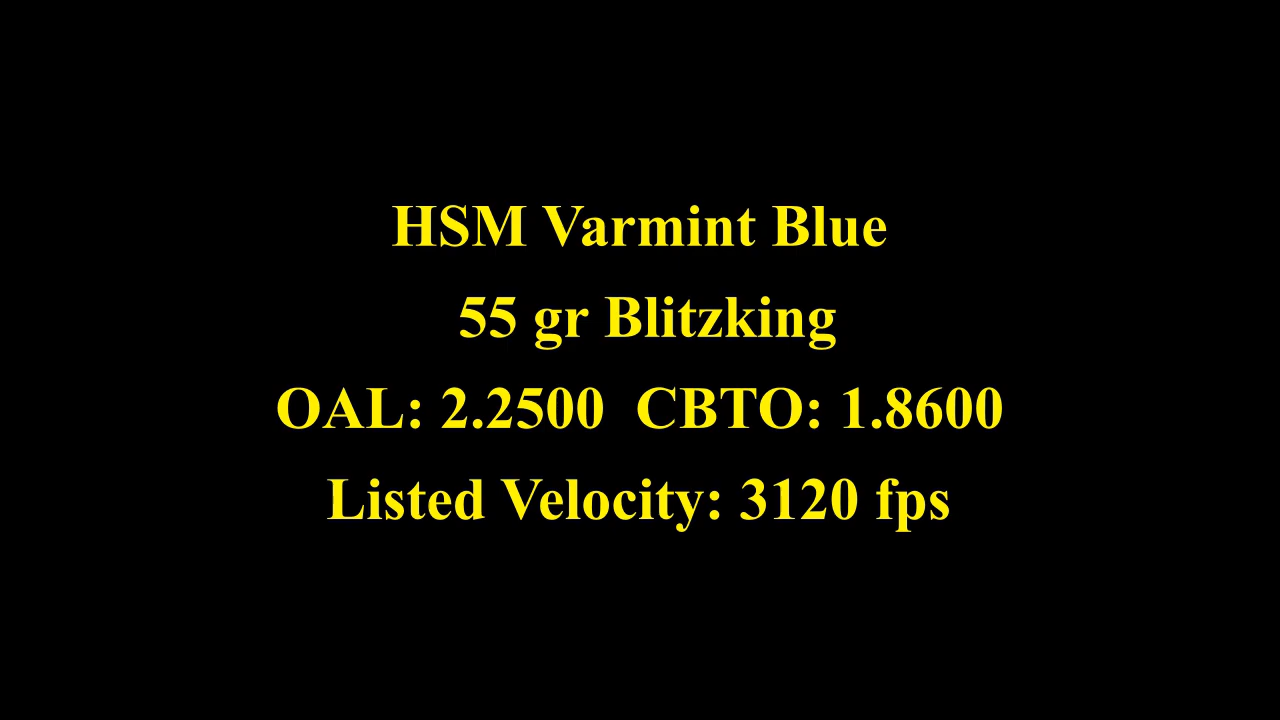 HSM Varmint Blue
55 gr Blitzking
OAL: 2.2500  CBTO: 1.8600
Listed Velocity: 3120 fps